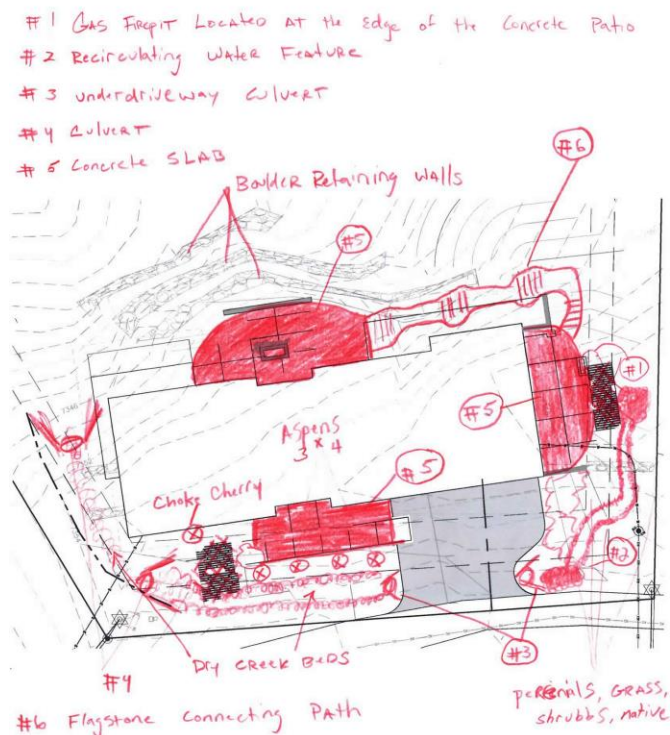 # 1 GAS FIREPIT LOCATED AT the Edge of the Concrete Patio
# 2 Recirculating WATER FEATURE
# 3 underdriveway Culvert
# 4 Culvert
# 5 Concrete SLAB
#6
Boulder Retaining Walls
#5
#1
Aspens
3 x 4
#5
#5
Choke Cherry
#2
Dry CREEK BEDS
#3
#4
perenials, GRASS,
shrubbs, native
#6 Flagstone Connecting Path